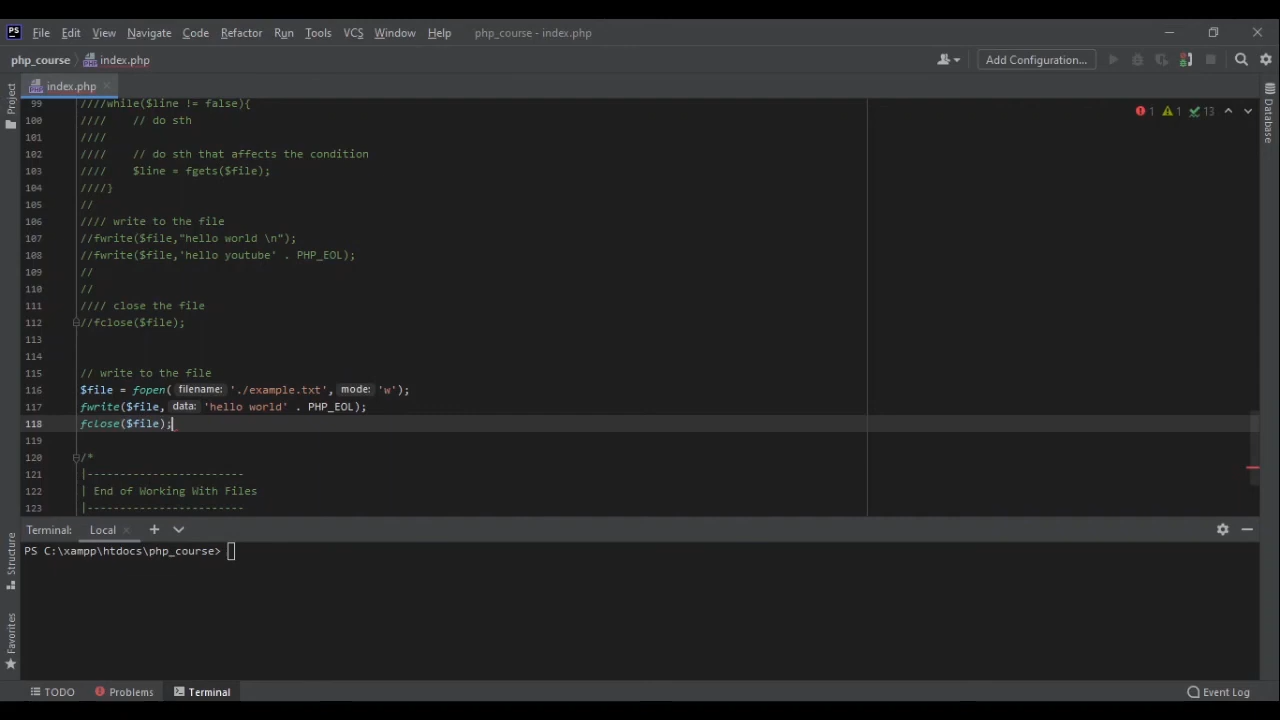 PS File Edit View Navigate Code Refactor Run Tools VCS Window Help php_course - index.php
php_course index.php Add Configuration...
index.php
Project
Database
1 1 13
99 ////while($line != false){
100 //// // do sth
101 ////
102 //// // do sth that affects the condition
103 //// $line = fgets($file);
104 ////}
105 //
106 //// write to the file
107 //fwrite($file,"hello world \n");
108 //fwrite($file,'hello youtube' . PHP_EOL);
109 //
110 //
111 //// close the file
112 //fclose($file);
113
114
115 // write to the file
116 $file = fopen( filename: './example.txt', mode: 'w');
117 fwrite($file, data: 'hello world' . PHP_EOL);
118 fclose($file);
119
120 /*
121 |------------------------
122 | End of Working With Files
123 |------------------------
Terminal: Local
PS C:\xampp\htdocs\php_course>
Structure
Favorites
TODO Problems Terminal Event Log